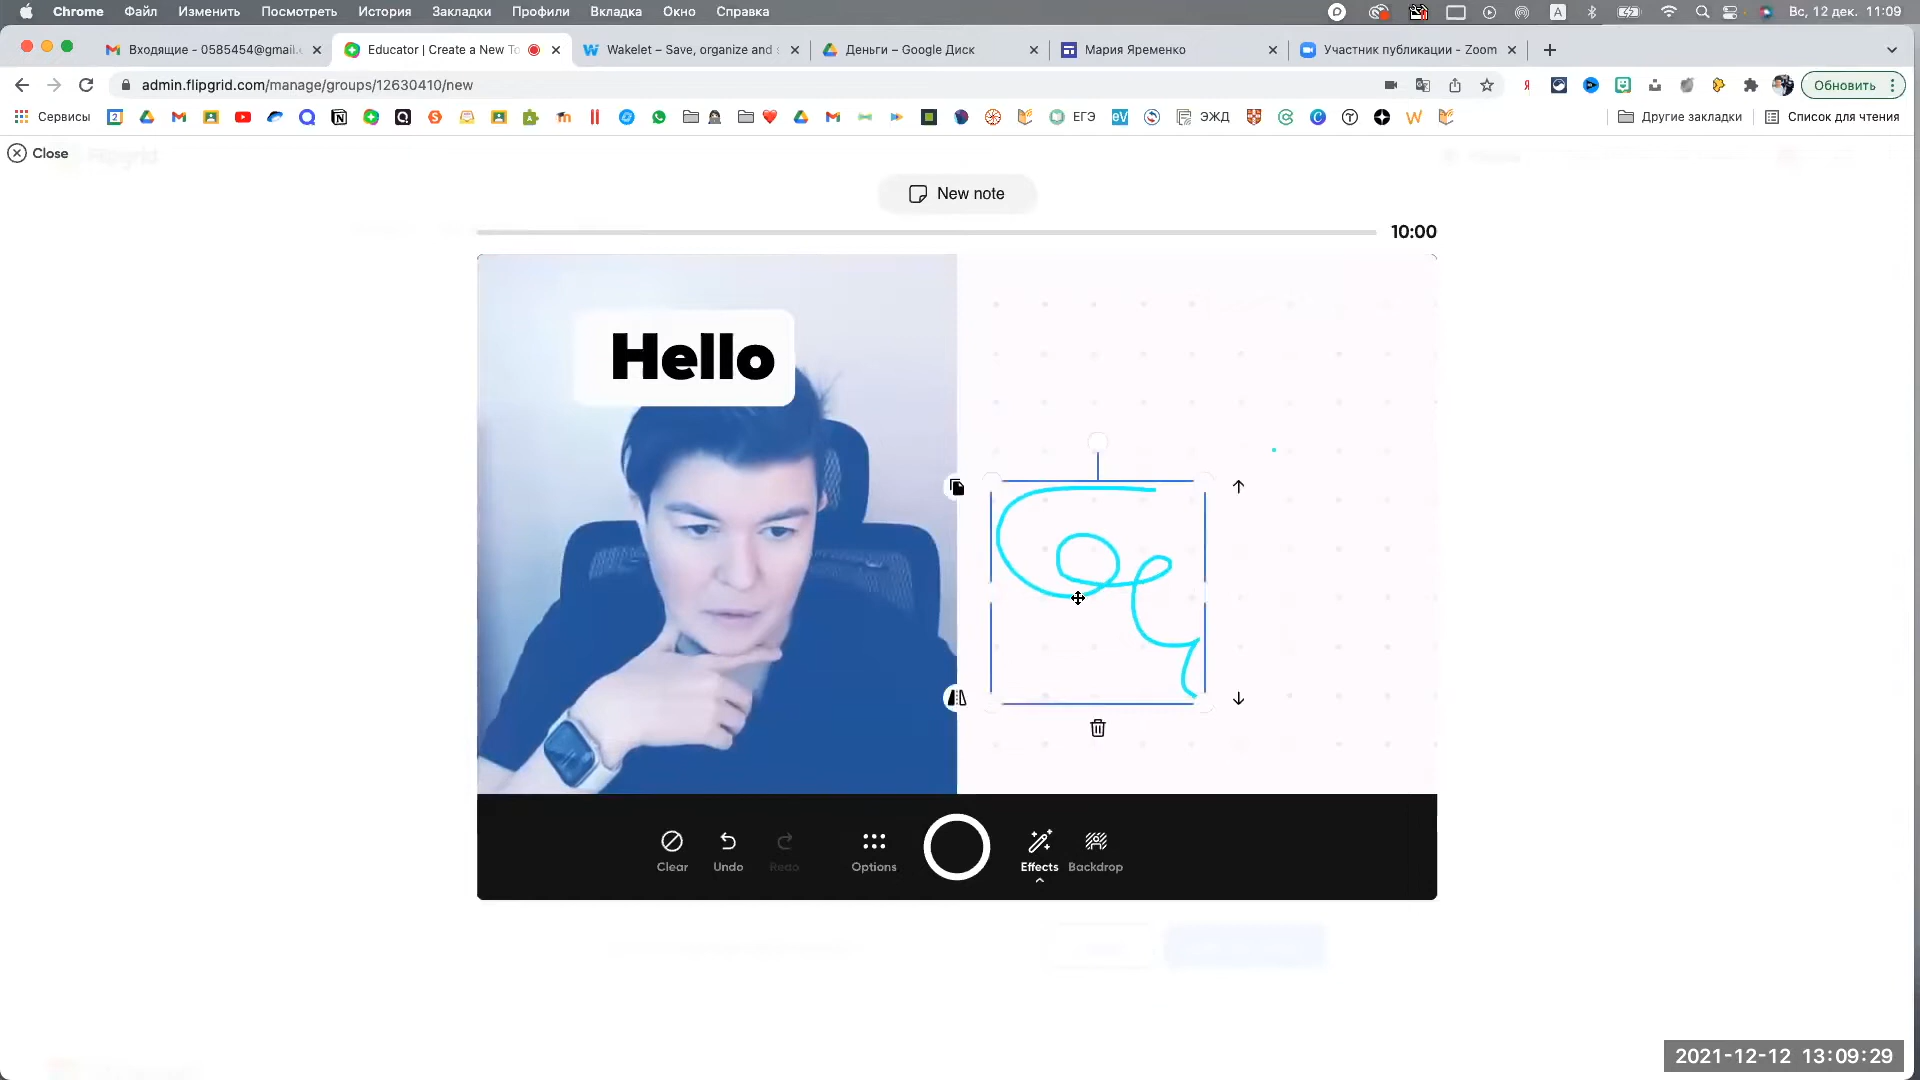 Chrome Файл Изменить Посмотреть История Закладки Профили Вкладка Окно Справка A Вс, 12 дек. 11:09
Входящие - 0585454@gmail. Educator | Create a New To Wakelet – Save, organize and Деньги – Google Диск Мария Яременко Участник публикации - Zoom
admin.flipgrid.com/manage/groups/12630410/new Обновить
Сервисы ЕГЭ eV ЭЖД Другие закладки Список для чтения
Close Flipgrid
New note
10:00
Hello
Clear Undo Redo Options Effects Backdrop
2021-12-12 13:09:29